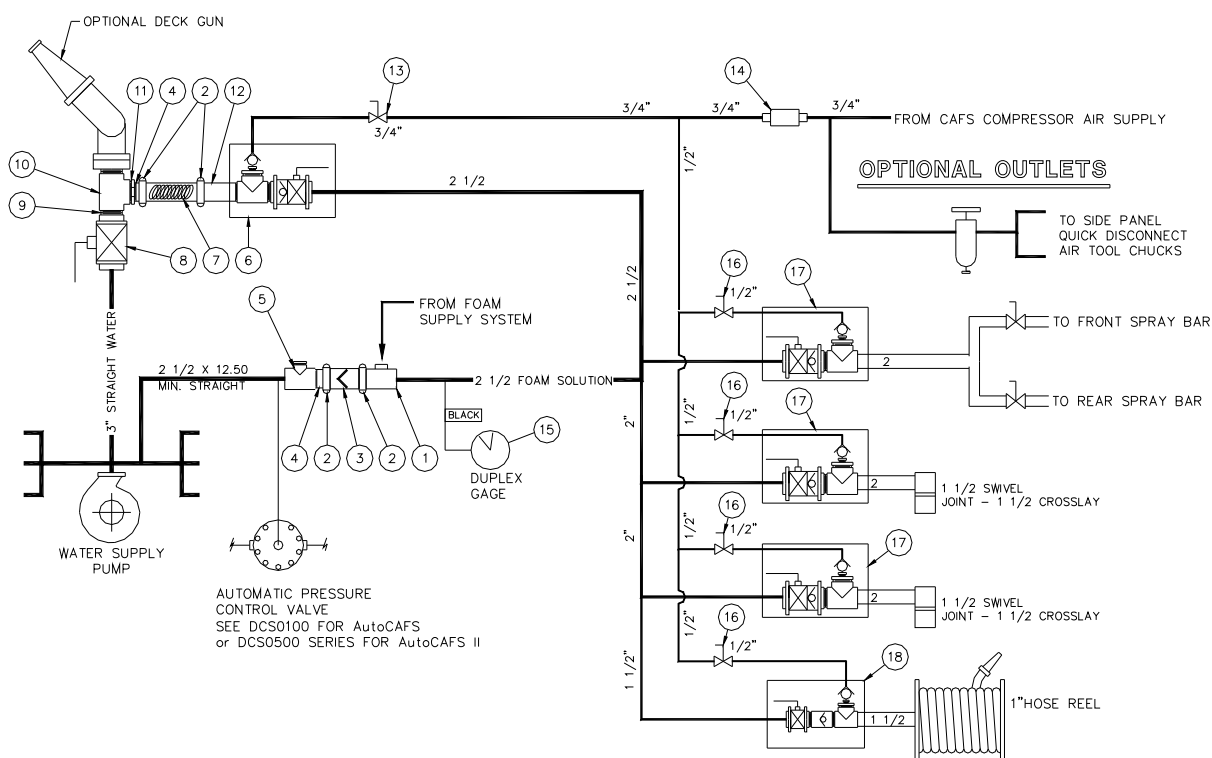 OPTIONAL DECK GUN
13
14
11
4
2
12
3/4"
3/4"
3/4"
3/4"
FROM CAFS COMPRESSOR AIR SUPPLY
1/2"
OPTIONAL OUTLETS
10
2 1/2
9
TO SIDE PANEL
QUICK DISCONNECT
AIR TOOL CHUCKS
8
7
6
2 1/2
16
17
5
FROM FOAM
SUPPLY SYSTEM
1/2"
3" STRAIGHT WATER
TO FRONT SPRAY BAR
2 1/2 X 12.50
MIN. STRAIGHT
2 1/2 FOAM SOLUTION
2
TO REAR SPRAY BAR
BLACK
16
17
1/2"
1/2"
2"
15
4
2
3
2
1
DUPLEX
GAGE
2
1 1/2 SWIVEL
JOINT - 1 1/2 CROSSLAY
16
17
1/2"
1/2"
2"
WATER SUPPLY
PUMP
AUTOMATIC PRESSURE
CONTROL VALVE
SEE DCS0100 FOR AutoCAFS
or DCS0500 SERIES FOR AutoCAFS II
2
1 1/2 SWIVEL
JOINT - 1 1/2 CROSSLAY
16
1/2"
1/2"
1 1/2"
18
1 1/2
1"HOSE REEL